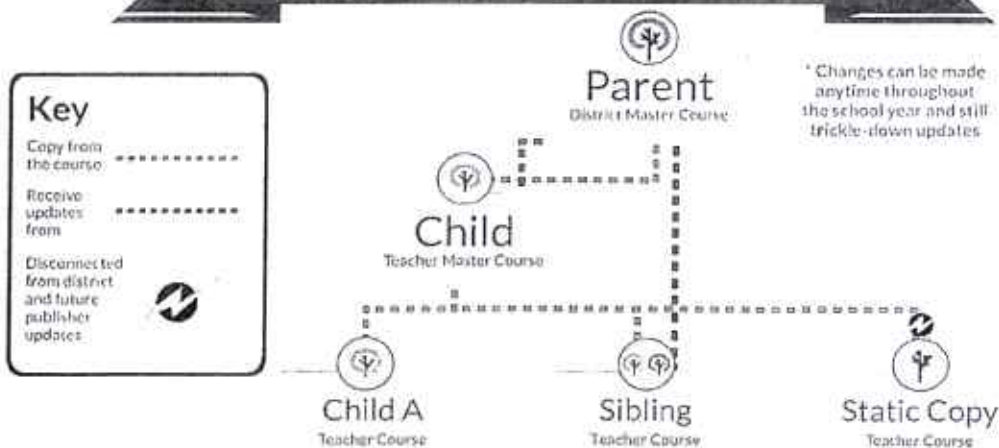 Parent
District Master Course
* Changes can be made
anytime throughout
the school year and still
trickle-down updates
Key
Copy from
the course
Receive
updates
from
Disconnected
from district
and future
publisher
updates
Child
Teacher Master Course
Child A
Teacher Course
Sibling
Teacher Course
Static Copy
Teacher Course